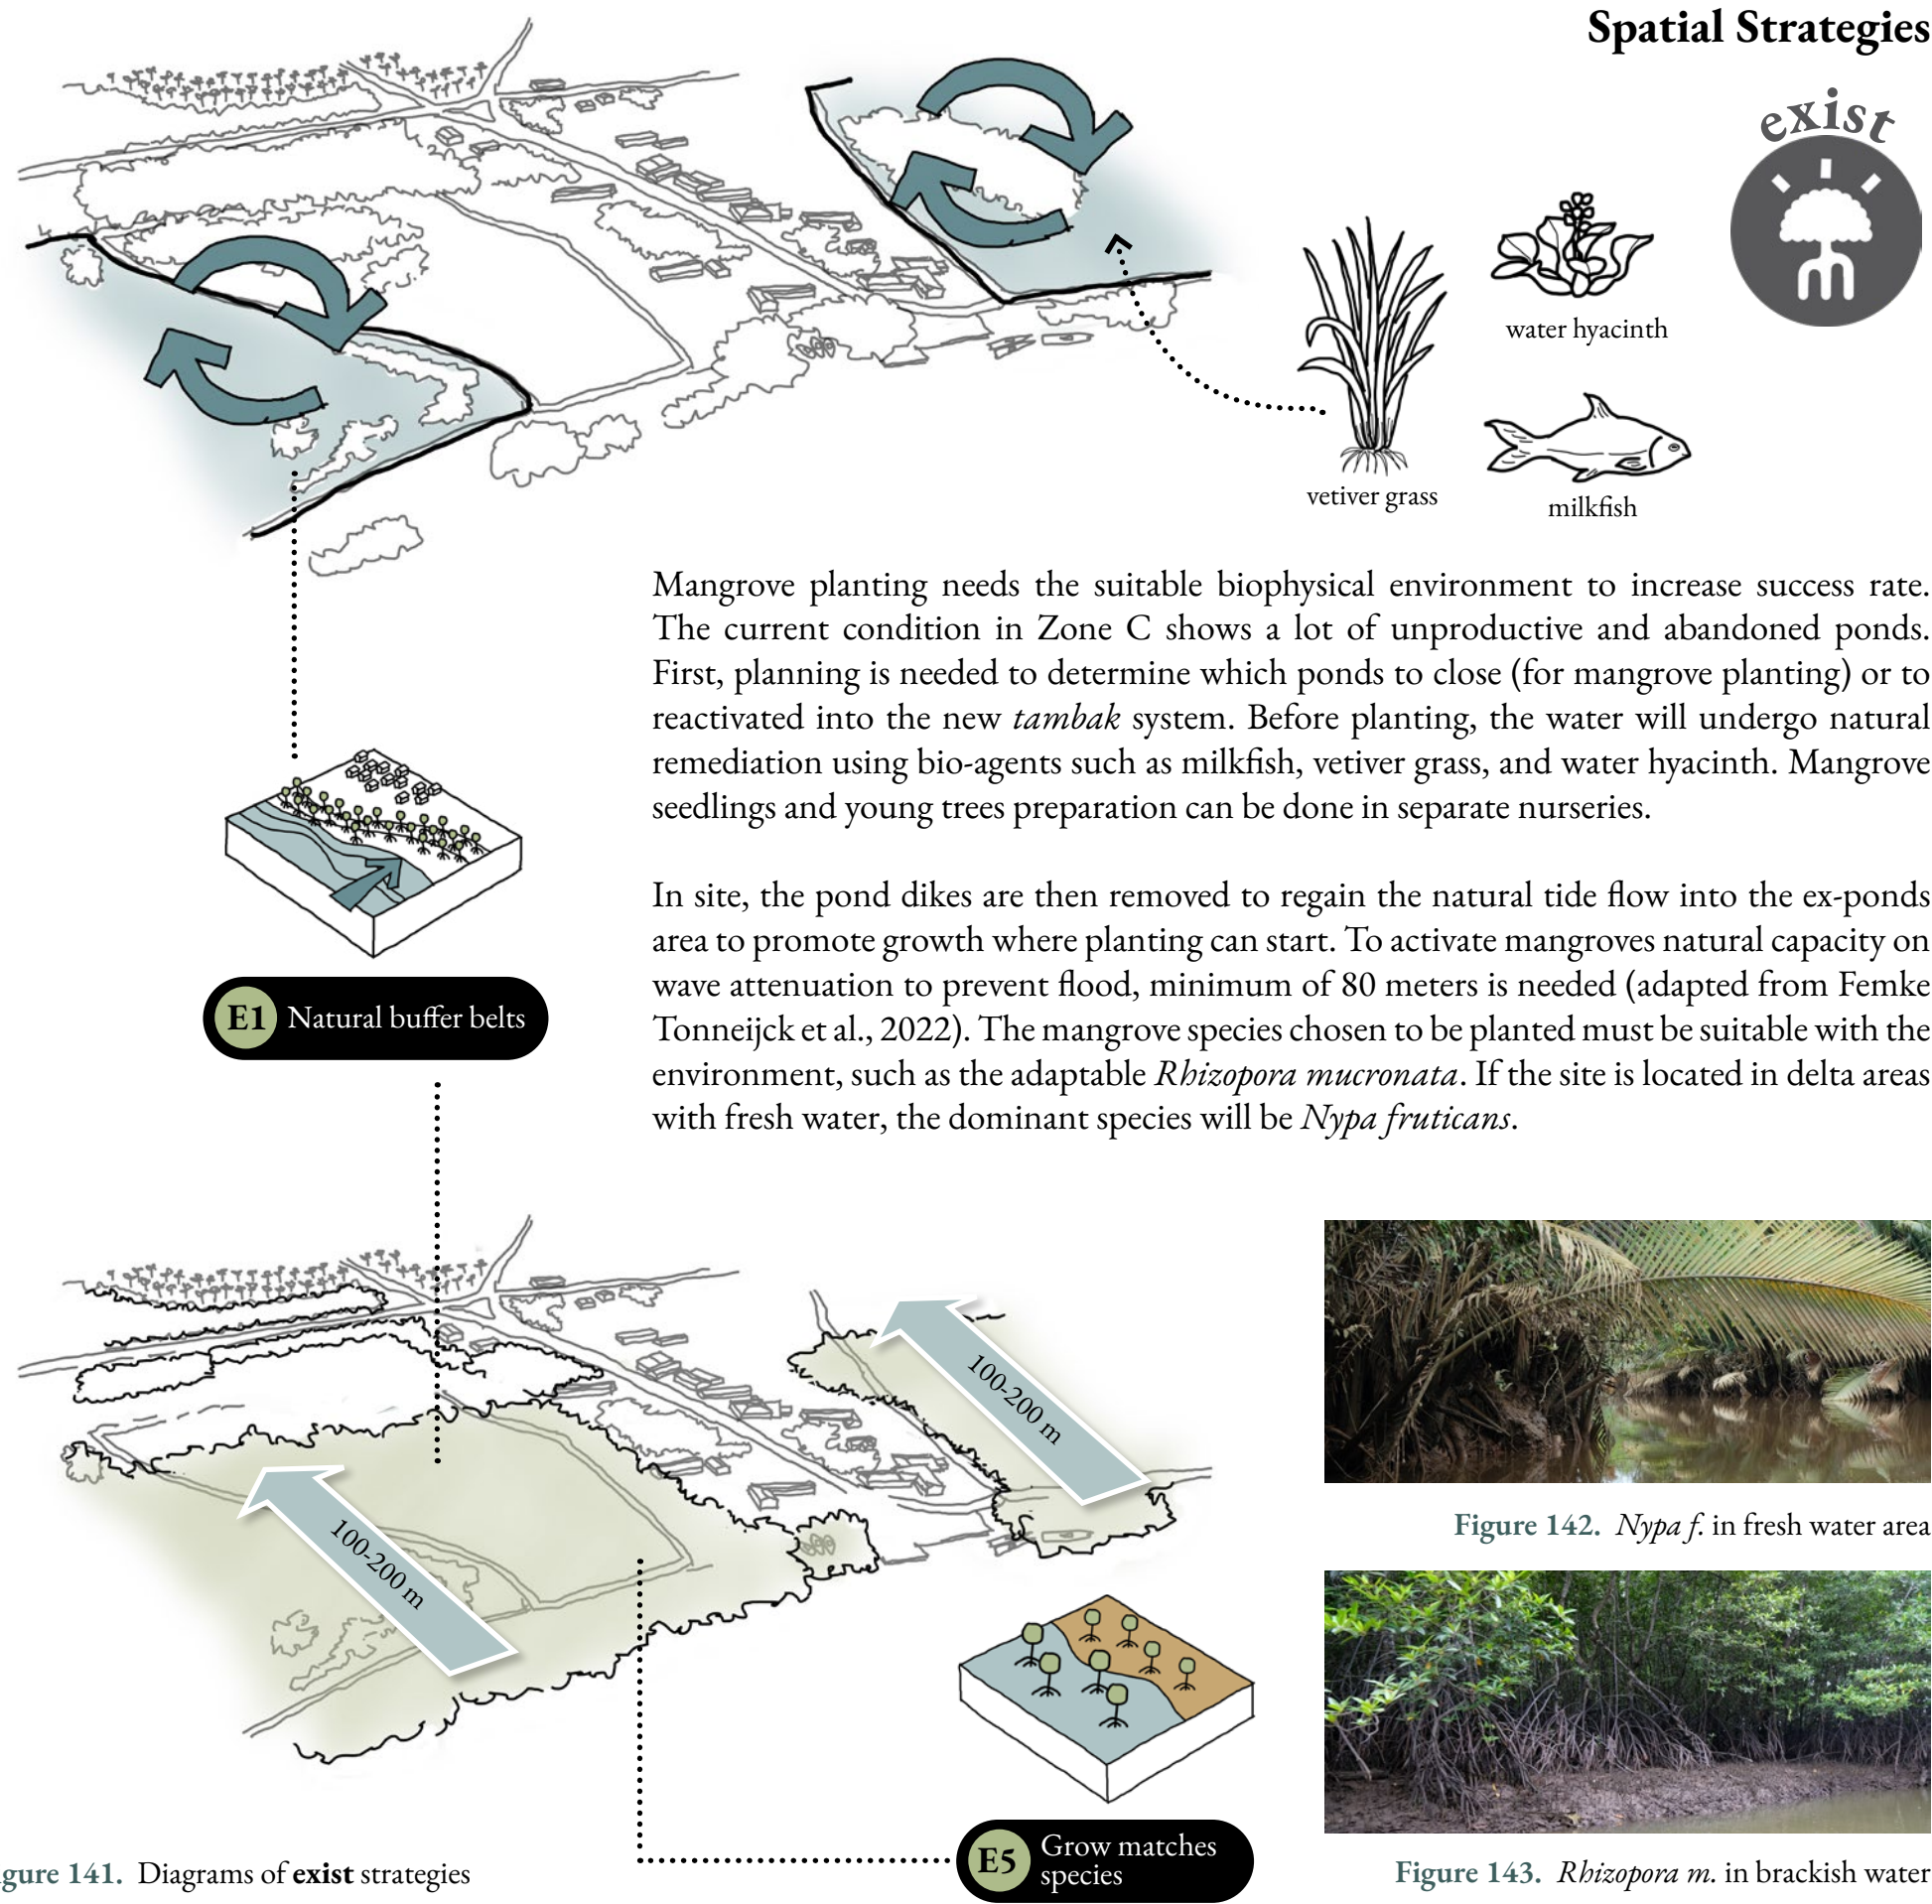 Spatial Strategies
exist
water hyacinth
vetiver grass
milkfish
Mangrove planting needs the suitable biophysical environment to increase success rate.
The current condition in Zone C shows a lot of unproductive and abandoned ponds.
First, planning is needed to determine which ponds to close (for mangrove planting) or to
reactivated into the new tambak system. Before planting, the water will undergo natural
remediation using bio-agents such as milkfish, vetiver grass, and water hyacinth. Mangrove
seedlings and young trees preparation can be done in separate nurseries.
In site, the pond dikes are then removed to regain the natural tide flow into the ex-ponds
area to promote growth where planting can start. To activate mangroves natural capacity on
wave attenuation to prevent flood, minimum of 80 meters is needed (adapted from Femke
Tonneijck et al., 2022). The mangrove species chosen to be planted must be suitable with the
environment, such as the adaptable Rhizopora mucronata. If the site is located in delta areas
with fresh water, the dominant species will be Nypa fruticans.
E1 Natural buffer belts
100-200 m
100-200 m
Figure 142. Nypa f. in fresh water area
E5 Grow matches
species
gure 141. Diagrams of exist strategies
Figure 143. Rhizopora m. in brackish water